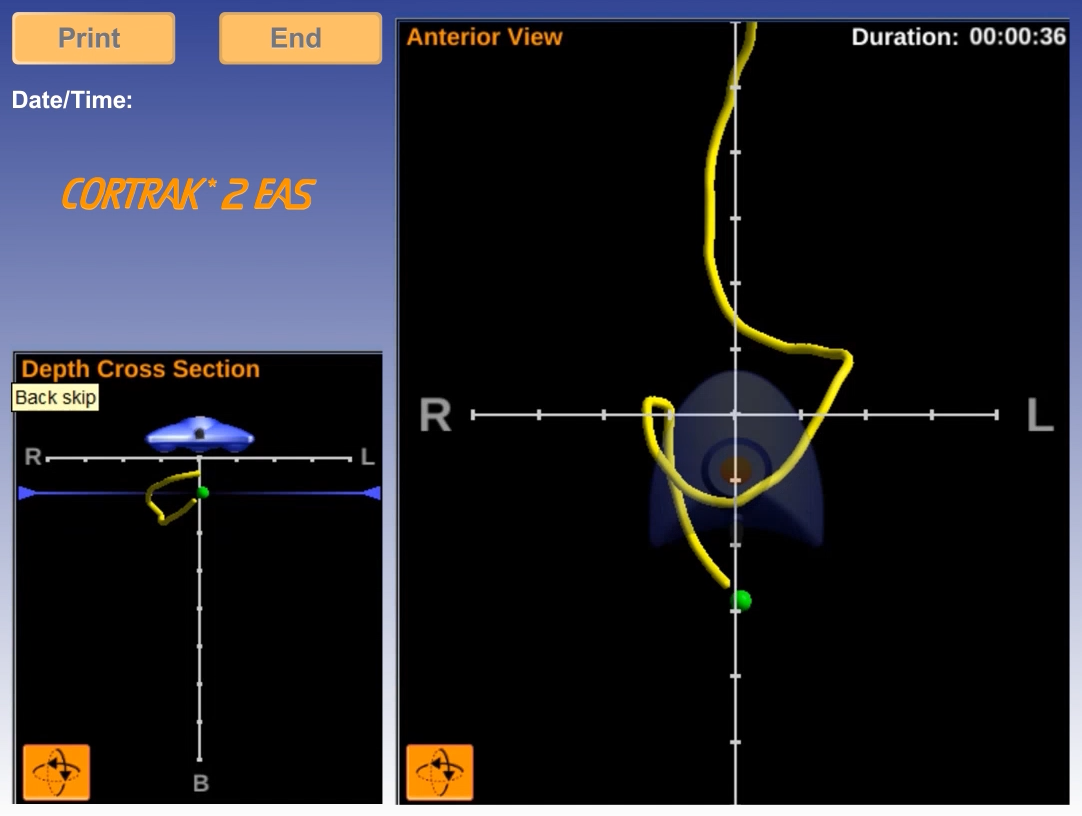 Print
End
Date/Time:
CORTRAK* 2 EAS
Depth Cross Section
Back skip
R
L
B
Anterior View
Duration: 00:00:36
R
L